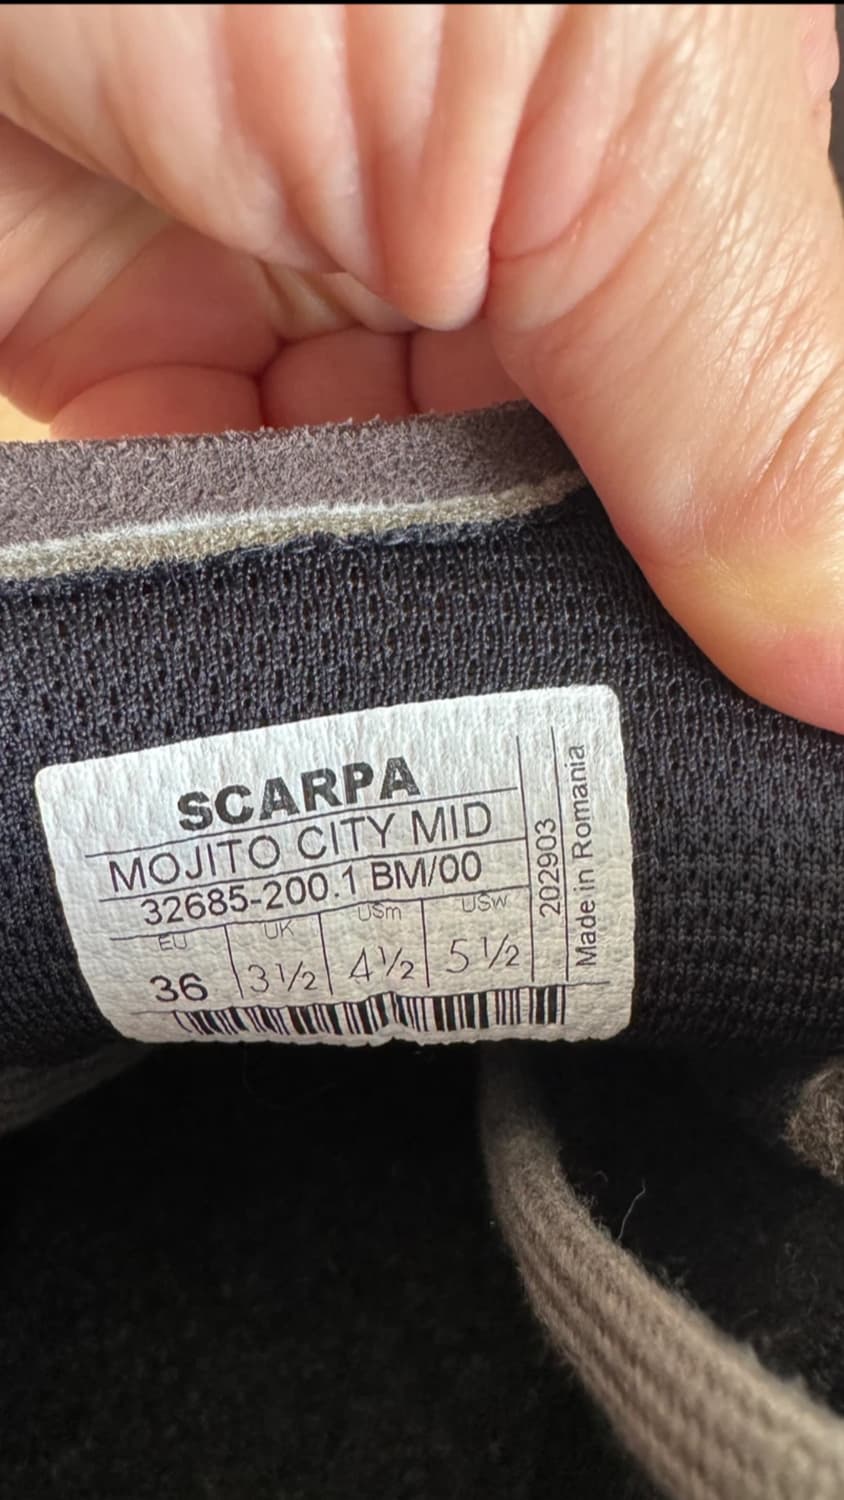 SCARPA
MOJITO CITY MID
32685-200.1 BM/00
EU UK USm USw
36 3½ 4½ 5½
202903
Made in Romania